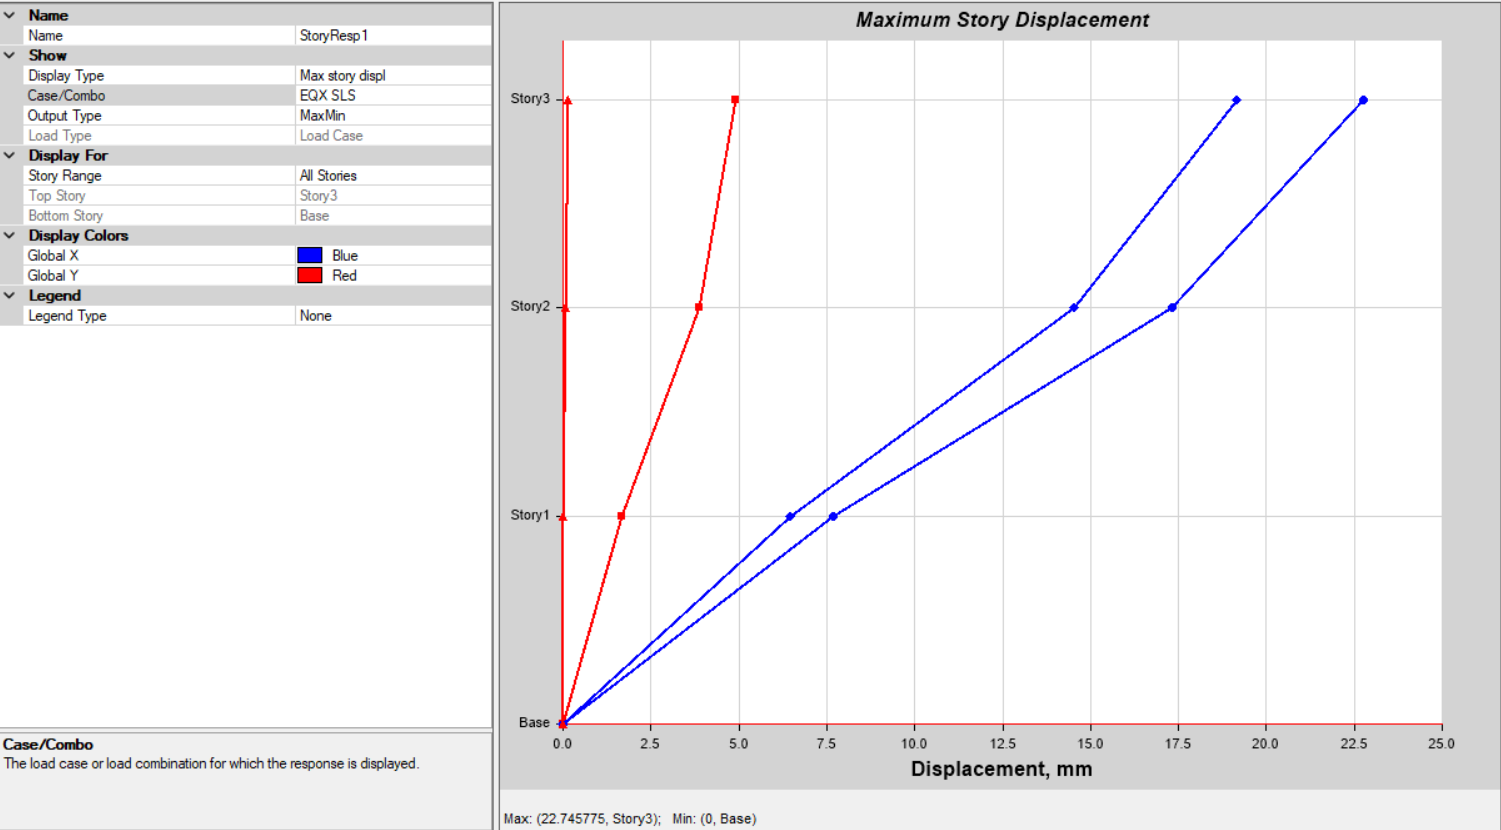 Name
Name StoryResp1
Show
Display Type Max story displ
Case/Combo EQX SLS
Output Type MaxMin
Load Type Load Case
Display For
Story Range All Stories
Top Story Story3
Bottom Story Base
Display Colors
Global X Blue
Global Y Red
Legend
Legend Type None
Case/Combo
The load case or load combination for which the response is displayed.
Maximum Story Displacement
Story3
Story2
Story1
Base
0.0 2.5 5.0 7.5 10.0 12.5 15.0 17.5 20.0 22.5 25.0
Displacement, mm
Max: (22.745775, Story3); Min: (0, Base)